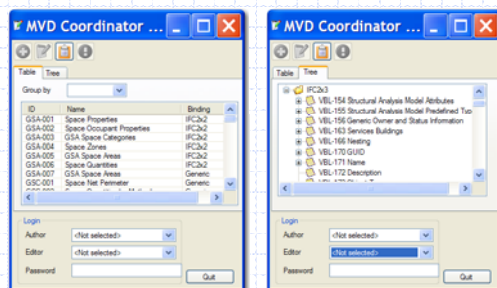 MVD Coordinator ...
Table Tree
Group by
ID Name Binding
GSA-001 Space Properties IFC2x2
GSA-002 Space Occupant Properties IFC2x2
GSA-003 GSA Space Categories IFC2x2
GSA-004 Space Zones IFC2x2
GSA-005 GSA Space Areas IFC2x2
GSA-006 Space Quantities IFC2x2
GSA-007 GSA Space Areas Generic
GSC-001 Space Net Perimeter Generic
Login
Author <Not selected>
Editor <Not selected>
Password
Quit
MVD Coordinator ...
Table Tree
IFC2x3
VBL-154 Structural Analysis Model Attributes
VBL-155 Structural Analysis Model Predefined Typ
VBL-156 Generic Owner and Status Information
VBL-163 Services Buildings
VBL-166 Nesting
VBL-170 GUID
VBL-171 Name
VBL-172 Description
Login
Author <Not selected>
Editor <Not selected>
Password
Quit